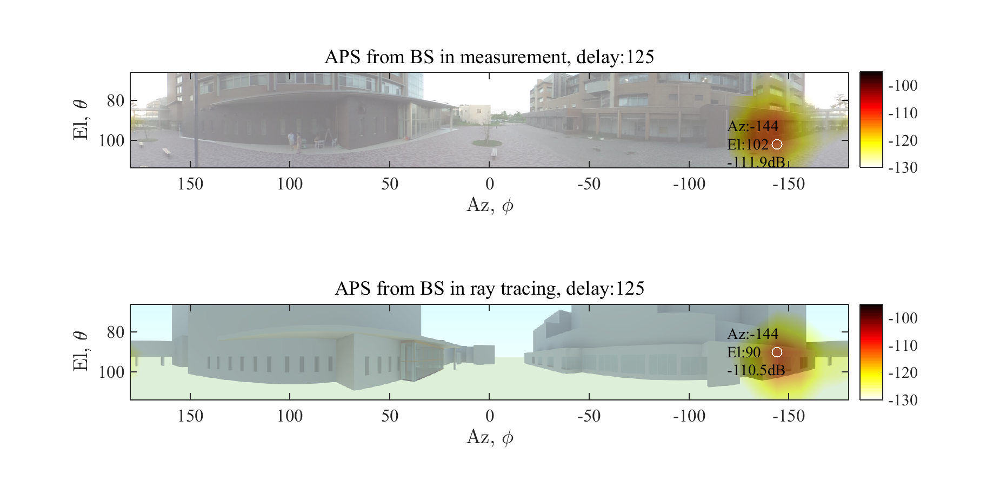 APS from BS in measurement, delay:125
El, θ
80
100
Az:-144
El:102
-111.9dB
150
100
50
0
-50
-100
-150
Az, ϕ
-100
-110
-120
-130
APS from BS in ray tracing, delay:125
El, θ
80
100
Az:-144
El:90
-110.5dB
150
100
50
0
-50
-100
-150
Az, ϕ
-100
-110
-120
-130